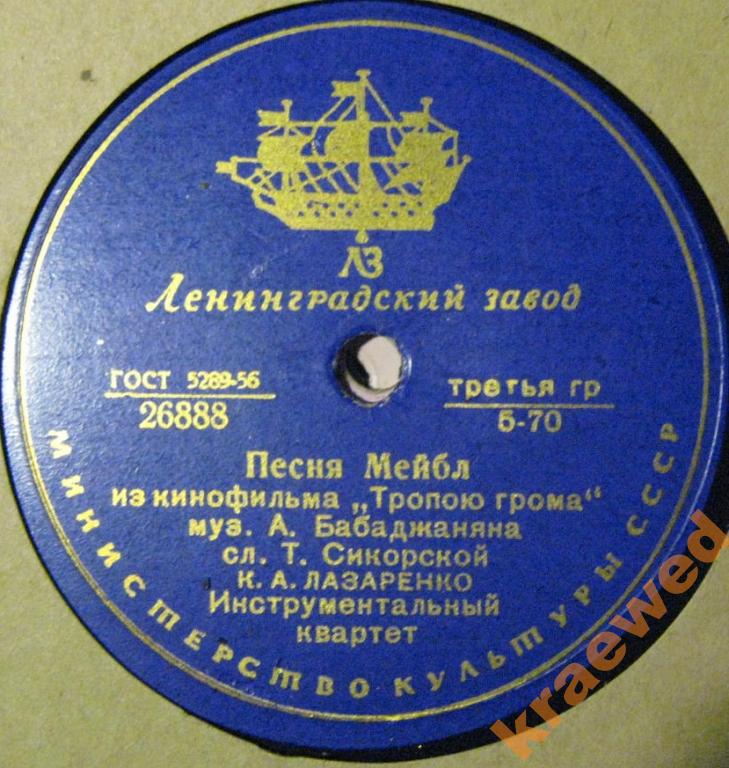 ЛЗ
Ленинградский завод
ГОСТ 5289-56
26888
третья гр
5-70
Песня Мейбл
из кинофильма „Тропою грома“
муз. А. Бабаджаняна
сл. Т. Сикорской
К. А. ЛАЗАРЕНКО
Инструментальный
квартет
МИНИСТЕРСТВО КУЛЬТУРЫ СССР
kraewed